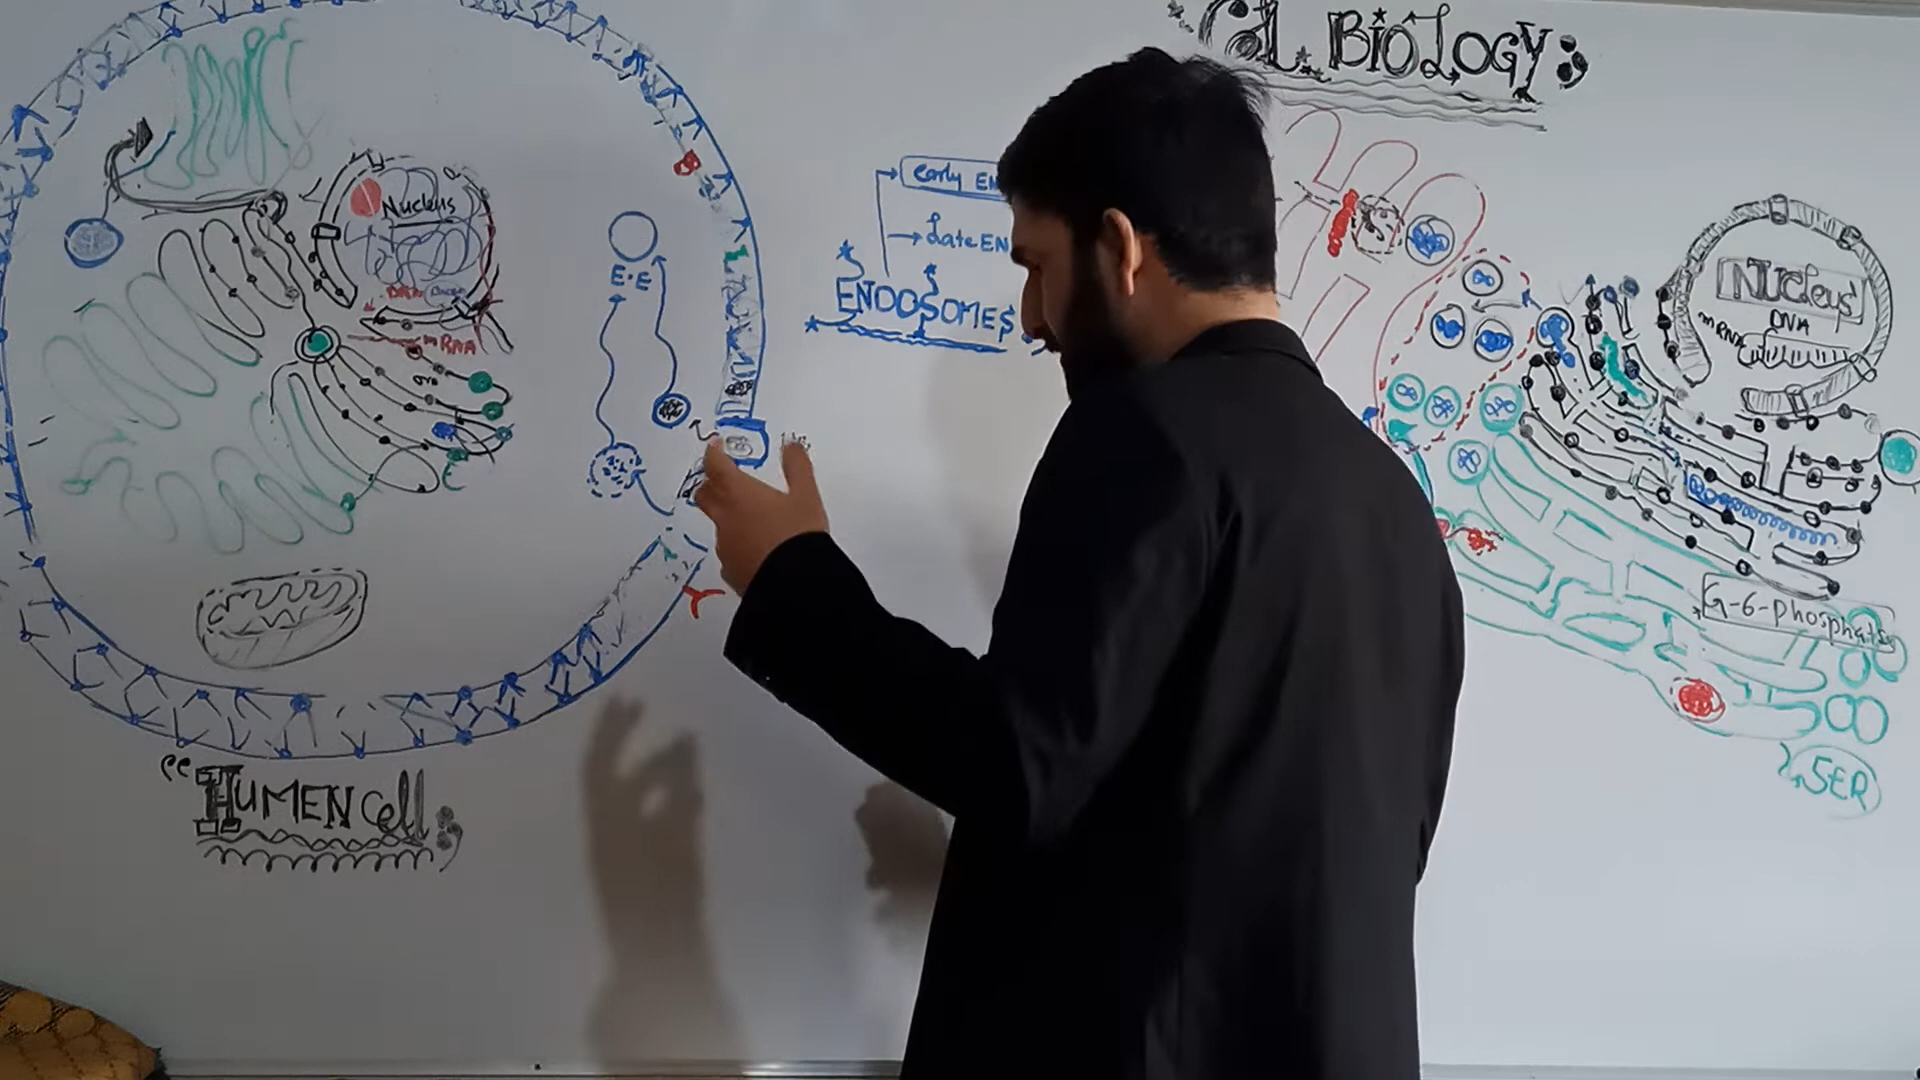 BIOLOGY
Nucleus
mRNA
E.E
early EN
Late EN
ENDOSOMES
Nucleus
DNA
mRNA
G-6-phosphate
SER
HUMEN Cell